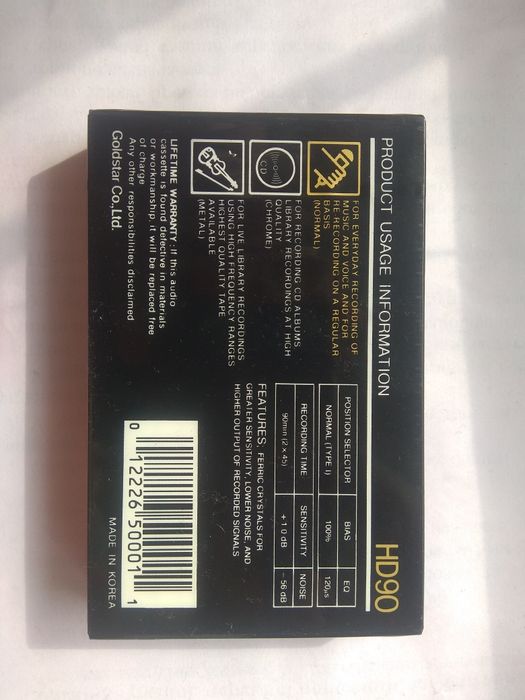 PRODUCT USAGE INFORMATION
HD90
FOR EVERYDAY RECORDING OF
MUSIC AND VOICE AND FOR
RE-RECORDING ON A REGULAR
BASIS
(NORMAL)
CD
FOR RECORDING CD ALBUMS,
LIBRARY RECORDINGS AT HIGH
QUALITY
(CHROME)
FOR LIVE LIBRARY RECORDINGS
USING HIGH FREQUENCY RANGES
HIGHEST QUALITY TAPE
AVAILABLE
(METAL)
POSITION SELECTOR BIAS EQ
NORMAL (TYPE I) 100% 120µs
RECORDING TIME SENSITIVITY NOISE
90min (2 x 45) +1.0 dB -56 dB
FEATURES. FERRIC CRYSTALS FOR
GREATER SENSITIVITY, LOWER NOISE, AND
HIGHER OUTPUT OF RECORDED SIGNALS
LIFETIME WARRANTY: if this audio
cassette is found defective in materials
or workmanship it will be replaced free
of charge
Any other responsibilities disclaimed
Goldstar Co., Ltd.
0 12226 50001 1
MADE IN KOREA